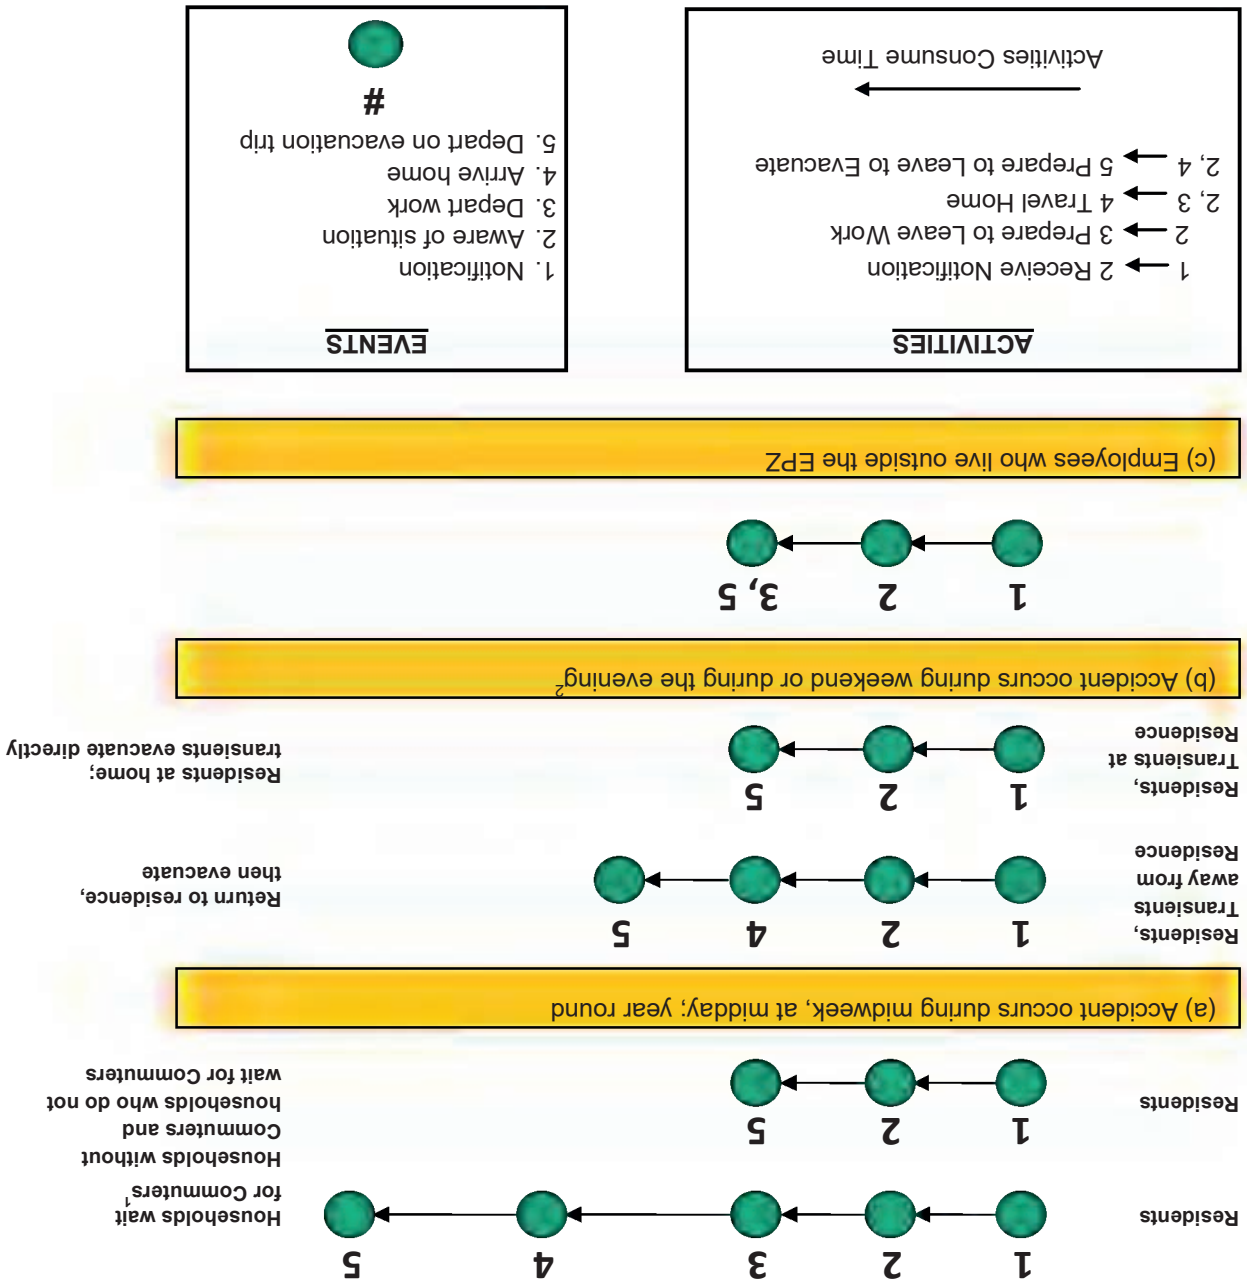 1 2 3 4 5
Residents
Households wait
for Commuters¹
1 2 5
Residents
Households without
Commuters and
households who do not
wait for Commuters
(a) Accident occurs during midweek, at midday; year round
1 2 4 5
Residents,
Transients
away from
Residence
Return to residence,
then evacuate
1 2 5
Residents,
Transients at
Residence
Residents at home;
transients evacuate directly
(b) Accident occurs during weekend or during the evening²
1 2 3, 5
(c) Employees who live outside the EPZ
ACTIVITIES
1 → 2 Receive Notification
2 → 3 Prepare to Leave Work
2, 3 → 4 Travel Home
2, 4 → 5 Prepare to Leave to Evacuate
Activities Consume Time
EVENTS
1. Notification
2. Aware of situation
3. Depart work
4. Arrive home
5. Depart on evacuation trip
#